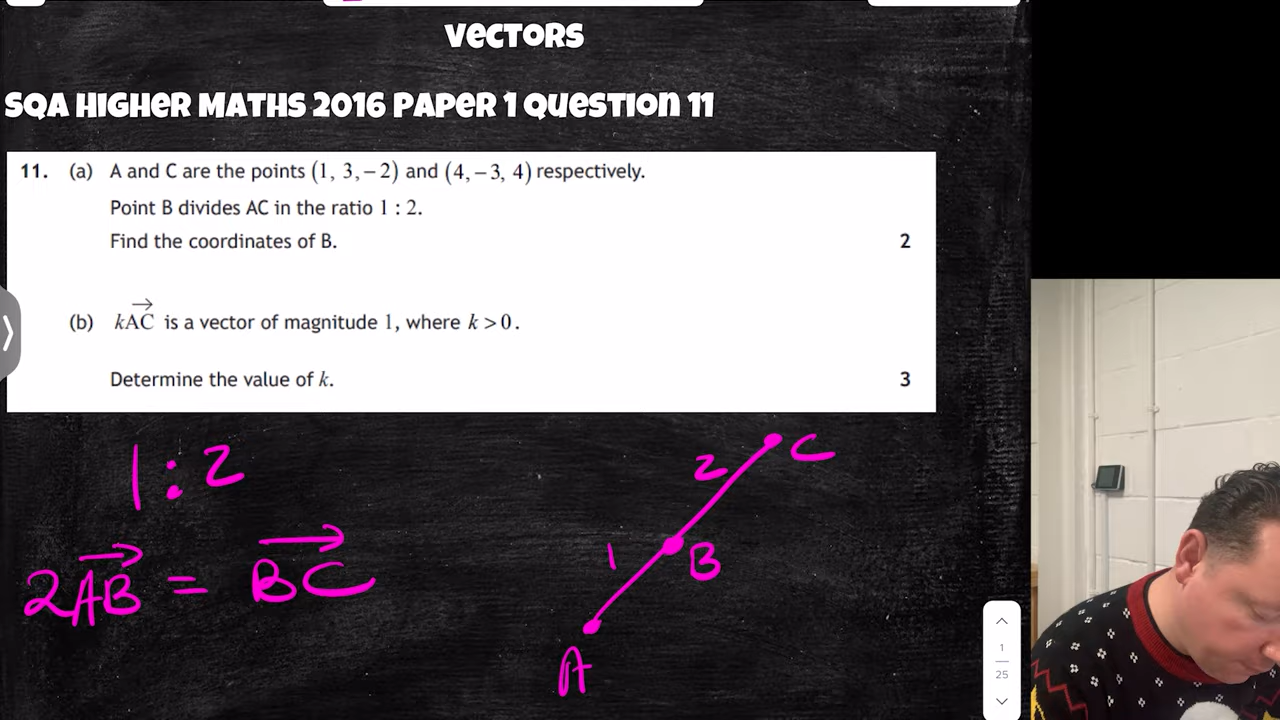 VECTORS
SQA HIGHER MATHS 2016 PAPER 1 QUESTION 11
11. (a) A and C are the points (1, 3, −2) and (4, −3, 4) respectively.
Point B divides AC in the ratio 1 : 2.
Find the coordinates of B. 2
(b) k\overrightarrow{AC} is a vector of magnitude 1, where k > 0.
Determine the value of k. 3
1:2
2\overrightarrow{AB} = \overrightarrow{BC}
C
2
B
1
A
1
25